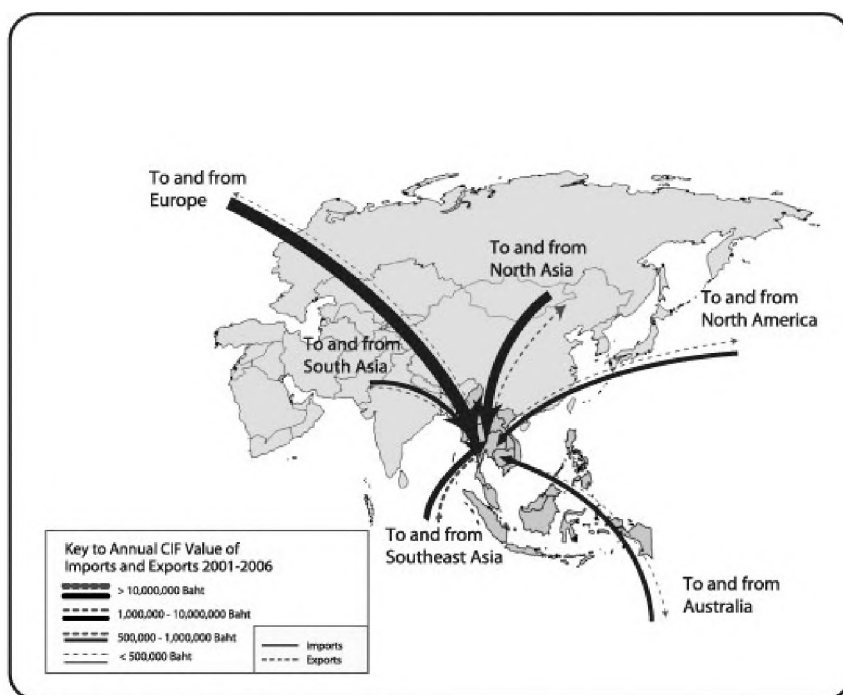 To and from
Europe
To and from
North Asia
To and from
North America
To and from
South Asia
To and from
Southeast Asia
To and from
Australia
Key to Annual CIF Value of
Imports and Exports 2001-2006
> 10,000,000 Baht
1,000,000 - 10,000,000 Baht
500,000 - 1,000,000 Baht
< 500,000 Baht
Imports
Exports